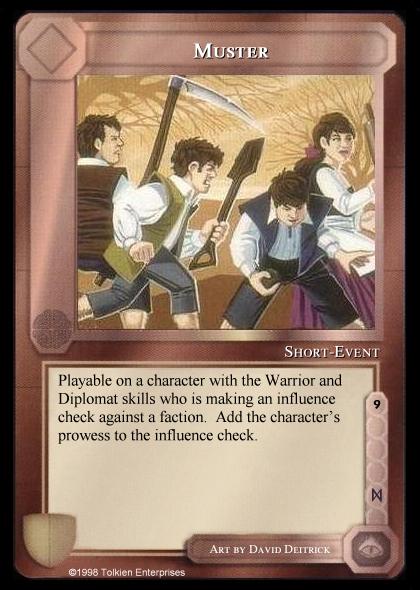 Muster
Short-Event
Playable on a character with the Warrior and
Diplomat skills who is making an influence
check against a faction.  Add the character's
prowess to the influence check.
9
Art by David Deitrick
©1998 Tolkien Enterprises